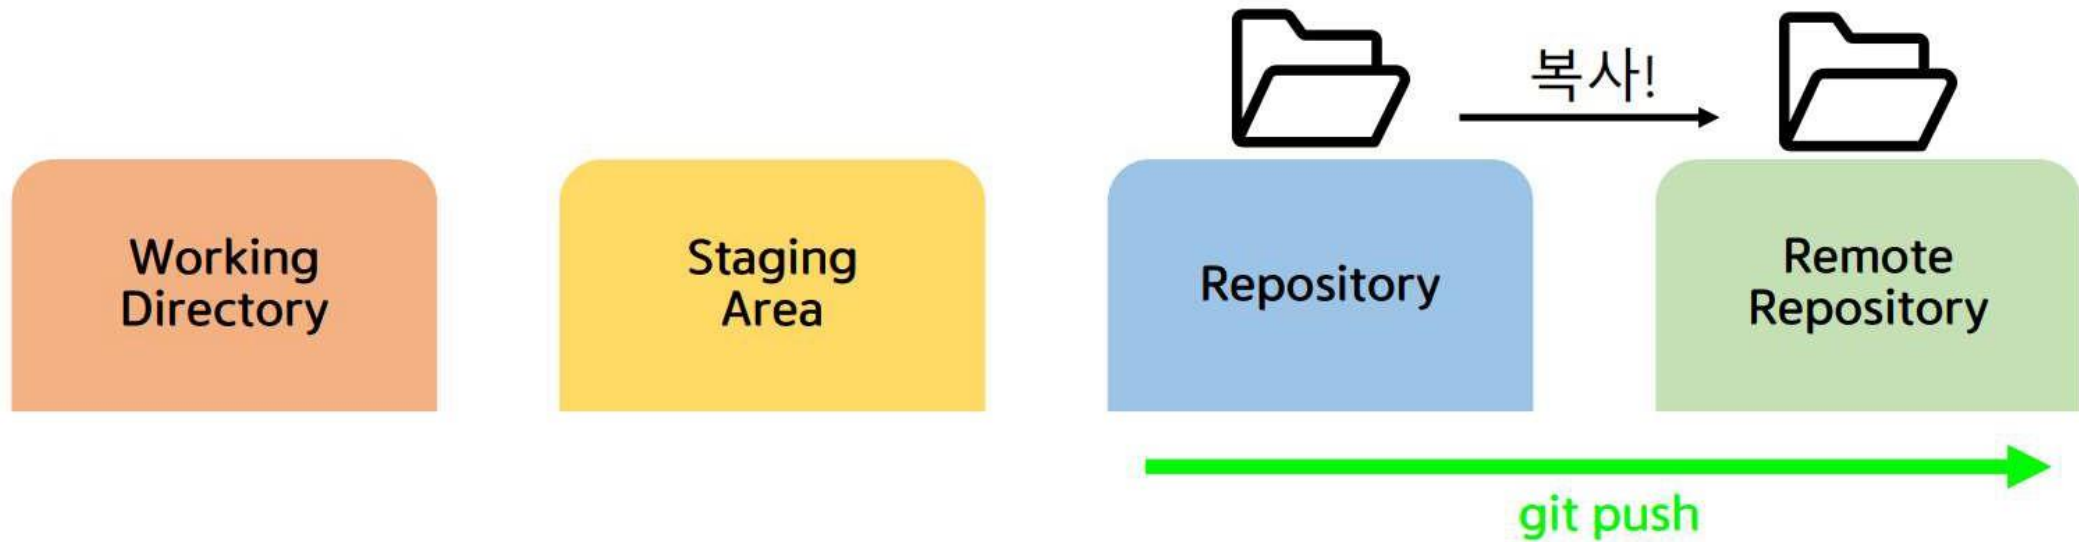 복사!
Working
Directory
Staging
Area
Repository
Remote
Repository
git push